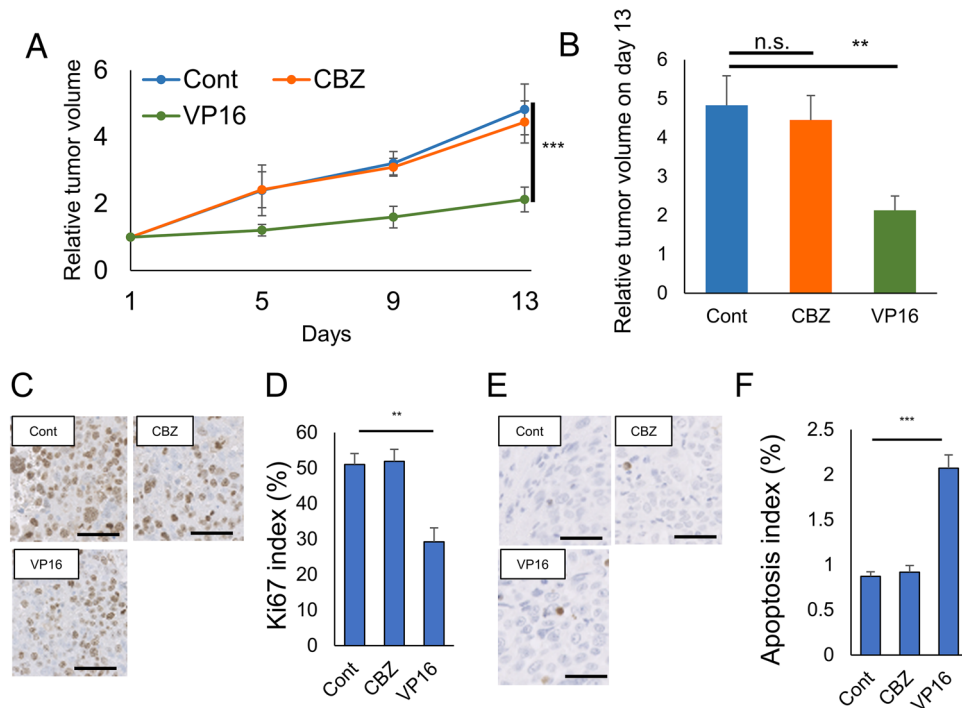 A
Relative tumor volume
6
4
2
0
Cont
CBZ
VP16
***
1
5
9
13
Days
B
Relative tumor volume on day 13
n.s.
**
6
5
4
3
2
1
0
Cont
CBZ
VP16
C
Cont
CBZ
VP16
D
Ki67 index (%)
**
60
50
40
30
20
10
0
Cont
CBZ
VP16
E
Cont
CBZ
VP16
F
Apoptosis index (%)
***
2.5
2
1.5
1
0.5
0
Cont
CBZ
VP16